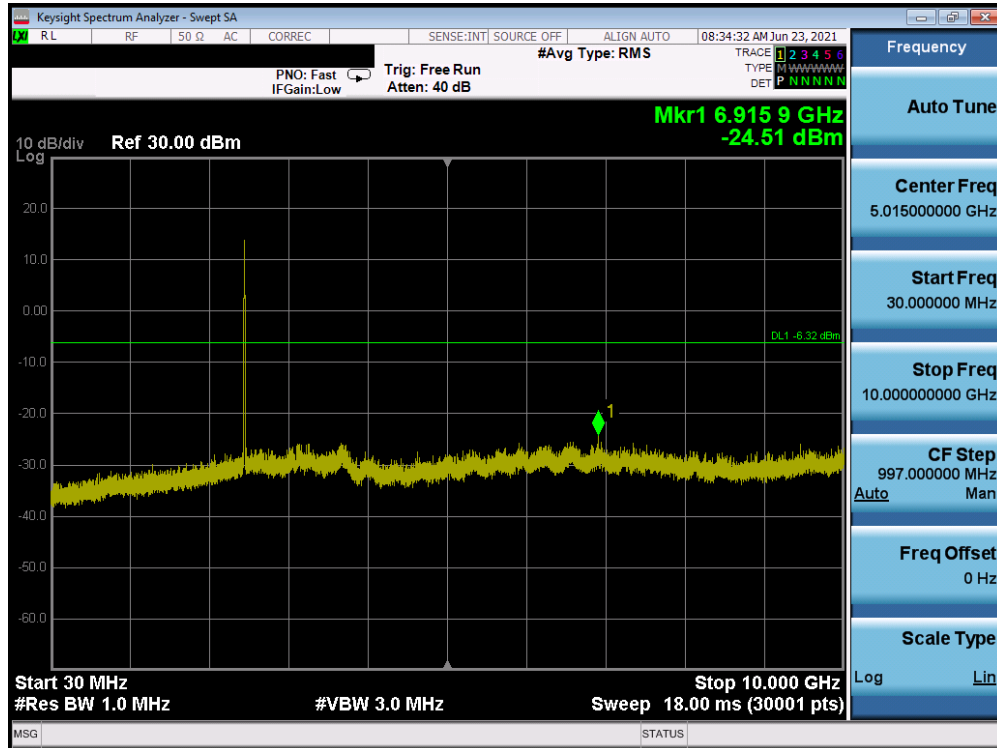 Keysight Spectrum Analyzer - Swept SA
LXI RL RF 50 Ω AC CORREC SENSE:INT SOURCE OFF ALIGN AUTO 08:34:32 AM Jun 23, 2021
#Avg Type: RMS TRACE 1 2 3 4 5 6
PNO: Fast Trig: Free Run TYPE M WWWWW
IFGain:Low Atten: 40 dB DET P N N N N N
Mkr1 6.915 9 GHz
-24.51 dBm
10 dB/div Ref 30.00 dBm
Log
20.0
10.0
0.00
DL1 -6.32 dBm
-10.0
-20.0
1
-30.0
-40.0
-50.0
-60.0
Start 30 MHz Stop 10.000 GHz
#Res BW 1.0 MHz #VBW 3.0 MHz Sweep 18.00 ms (30001 pts)
MSG STATUS
Frequency
Auto Tune
Center Freq
5.015000000 GHz
Start Freq
30.000000 MHz
Stop Freq
10.000000000 GHz
CF Step
997.000000 MHz
Auto Man
Freq Offset
0 Hz
Scale Type
Log Lin